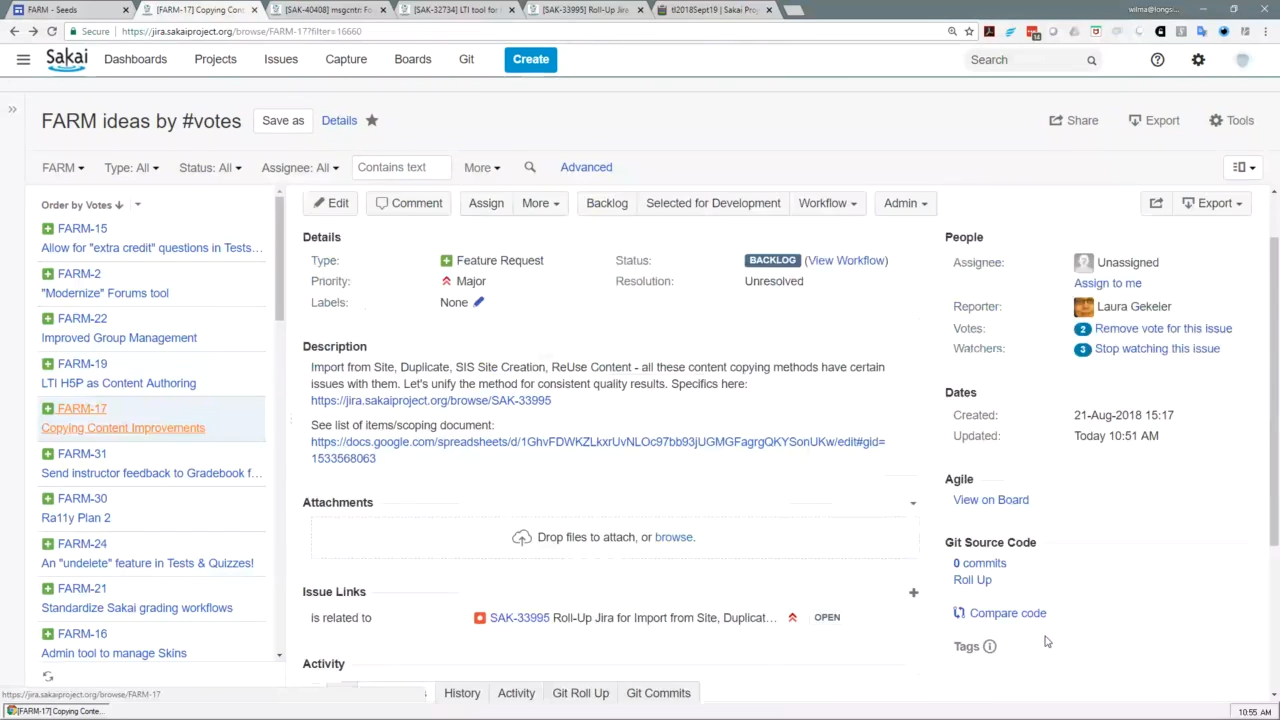 FARM - Seeds
[FARM-17] Copying Cont
[SAK-40408] msgcntr: F
[SAK-32734] LTI tool for
[SAK-33995] Roll-Up Jira
tl2018Sept19 | Sakai Proj
wilma@longs
Secure | https://jira.sakaiproject.org/browse/FARM-17?filter=16660
Sakai
Dashboards
Projects
Issues
Capture
Boards
Git
Create
Search
FARM ideas by #votes
Save as
Details
Share
Export
Tools
FARM
Type: All
Status: All
Assignee: All
Contains text
More
Advanced
Order by Votes
FARM-15
Allow for "extra credit" questions in Tests…
FARM-2
"Modernize" Forums tool
FARM-22
Improved Group Management
FARM-19
LTI H5P as Content Authoring
FARM-17
Copying Content Improvements
FARM-31
Send instructor feedback to Gradebook f…
FARM-30
Ra11y Plan 2
FARM-24
An "undelete" feature in Tests & Quizzes!
FARM-21
Standardize Sakai grading workflows
FARM-16
Admin tool to manage Skins
Edit
Comment
Assign
More
Backlog
Selected for Development
Workflow
Admin
Export
Details
Type: Feature Request
Status: BACKLOG (View Workflow)
Priority: Major
Resolution: Unresolved
Labels: None
Description
Import from Site, Duplicate, SIS Site Creation, ReUse Content - all these content copying methods have certain
issues with them. Let's unify the method for consistent quality results. Specifics here:
https://jira.sakaiproject.org/browse/SAK-33995
See list of items/scoping document:
https://docs.google.com/spreadsheets/d/1GhvFDWKZLkxrUvNLOc97bb93jUGMGFagrgQKYSonUKw/edit#gid=
1533568063
Attachments
Drop files to attach, or browse.
Issue Links
is related to
SAK-33995 Roll-Up Jira for Import from Site, Duplicat…
OPEN
Activity
History
Activity
Git Roll Up
Git Commits
People
Assignee: Unassigned
Assign to me
Reporter: Laura Gekeler
Votes: 2 Remove vote for this issue
Watchers: 3 Stop watching this issue
Dates
Created: 21-Aug-2018 15:17
Updated: Today 10:51 AM
Agile
View on Board
Git Source Code
0 commits
Roll Up
Compare code
Tags
https://jira.sakaiproject.org/browse/FARM-17
[FARM-17] Copying Conte...
10:55 AM